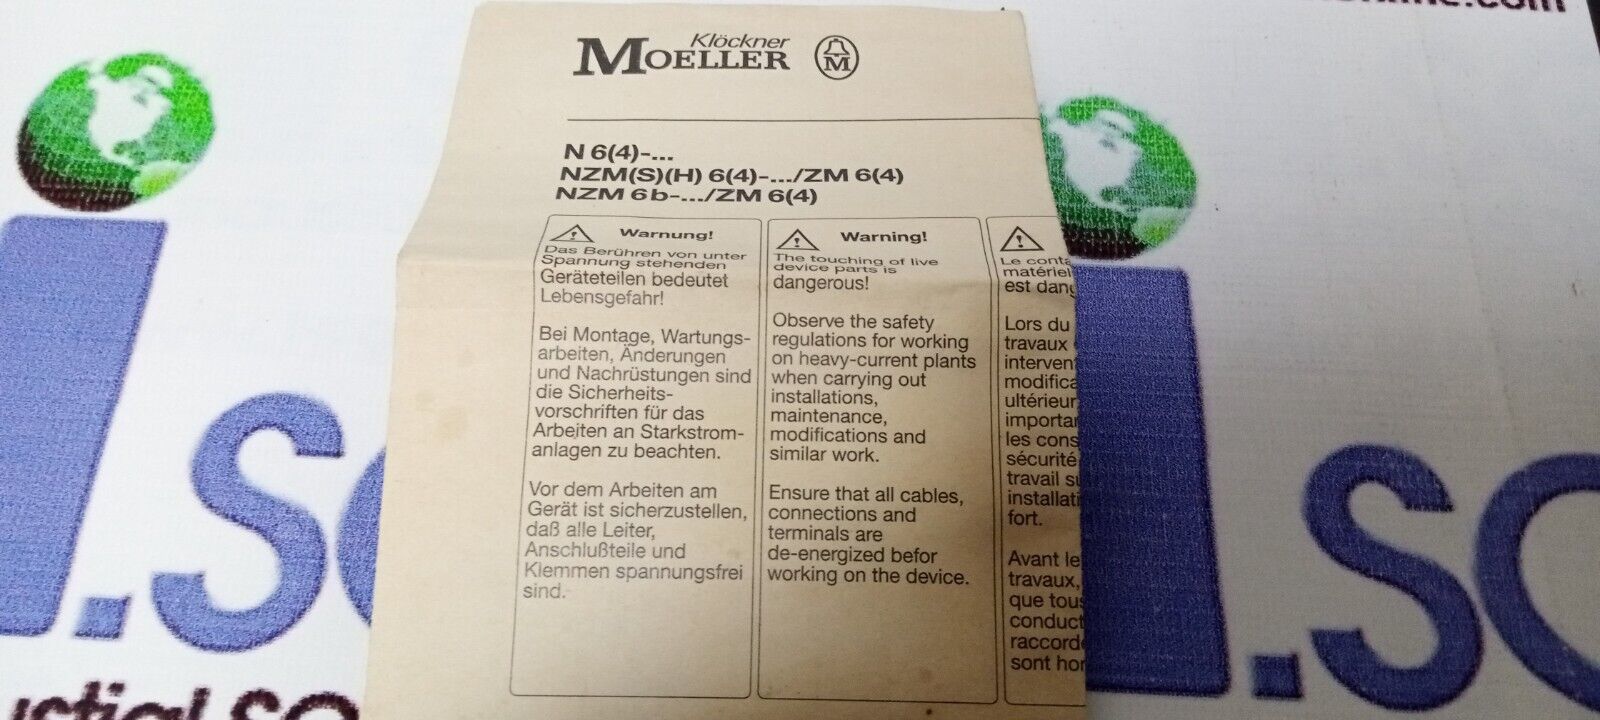 Klöckner
MOELLER
M
N 6(4)-...
NZM(S)(H) 6(4)-.../ZM 6(4)
NZM 6b-.../ZM 6(4)
Warnung!
Das Berühren von unter
Spannung stehenden
Geräteteilen bedeutet
Lebensgefahr!
Bei Montage, Wartungs-
arbeiten, Änderungen
und Nachrüstungen sind
die Sicherheits-
vorschriften für das
Arbeiten an Starkstrom-
anlagen zu beachten.
Vor dem Arbeiten am
Gerät ist sicherzustellen,
daß alle Leiter,
Anschlußteile und
Klemmen spannungsfrei
sind.
Warning!
The touching of live
device parts is
dangerous!
Observe the safety
regulations for working
on heavy-current plants
when carrying out
installations,
maintenance,
modifications and
similar work.
Ensure that all cables,
connections and
terminals are
de-energized befor
working on the device.
Le conta
matériel
est dang
Lors du
travaux
intervent
modifica
ultérieur
importan
les cons
sécurité
travail su
installati
fort.
Avant le
travaux,
que tous
conduct
raccorde
sont hor
i.so
i.so
ustrial so
.com